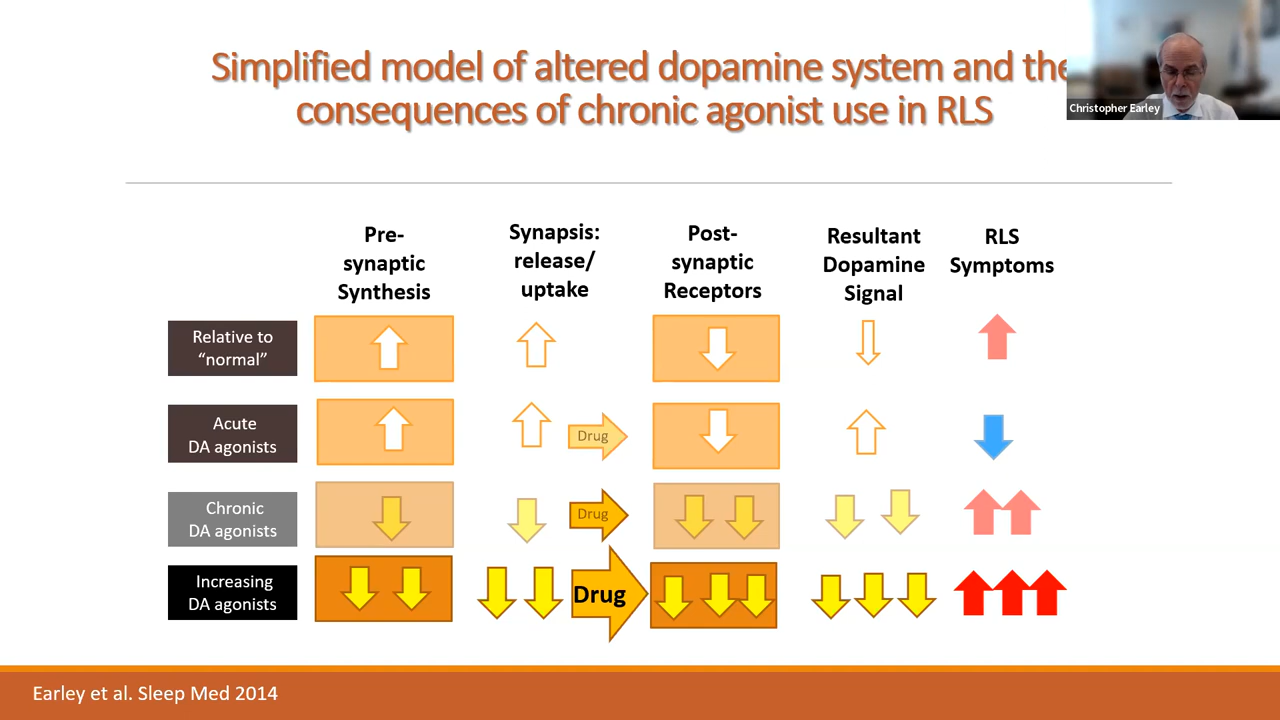 Simplified model of altered dopamine system and the
consequences of chronic agonist use in RLS
Christopher Earley
Pre-
synaptic
Synthesis
Synapsis:
release/
uptake
Post-
synaptic
Receptors
Resultant
Dopamine
Signal
RLS
Symptoms
Relative to
“normal”
Acute
DA agonists
Drug
Chronic
DA agonists
Drug
Increasing
DA agonists
Drug
Earley et al. Sleep Med 2014